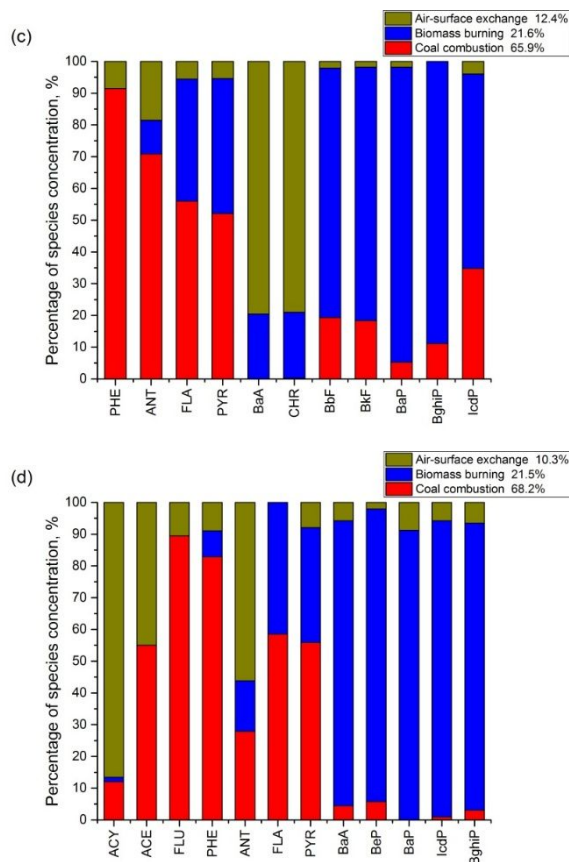 (c)
Air-surface exchange 12.4%
Biomass burning 21.6%
Coal combustion 65.9%
Percentage of species concentration, %
100
90
80
70
60
50
40
30
20
10
0
PHE
ANT
FLA
PYR
BaA
CHR
BbF
BkF
BaP
BghiP
IcdP
(d)
Air-surface exchange 10.3%
Biomass burning 21.5%
Coal combustion 68.2%
Percentage of species concentration, %
100
90
80
70
60
50
40
30
20
10
0
ACY
ACE
FLU
PHE
ANT
FLA
PYR
BaA
BeP
BaP
IcdP
BghiP